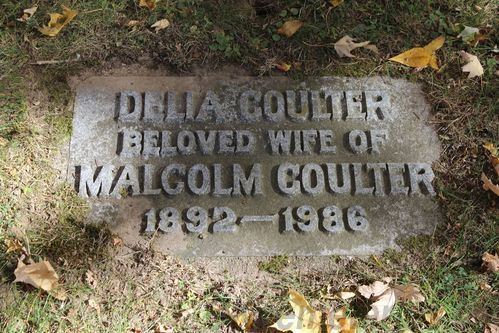 DELIA COULTER
BELOVED WIFE OF
MALCOLM COULTER
1892-1986